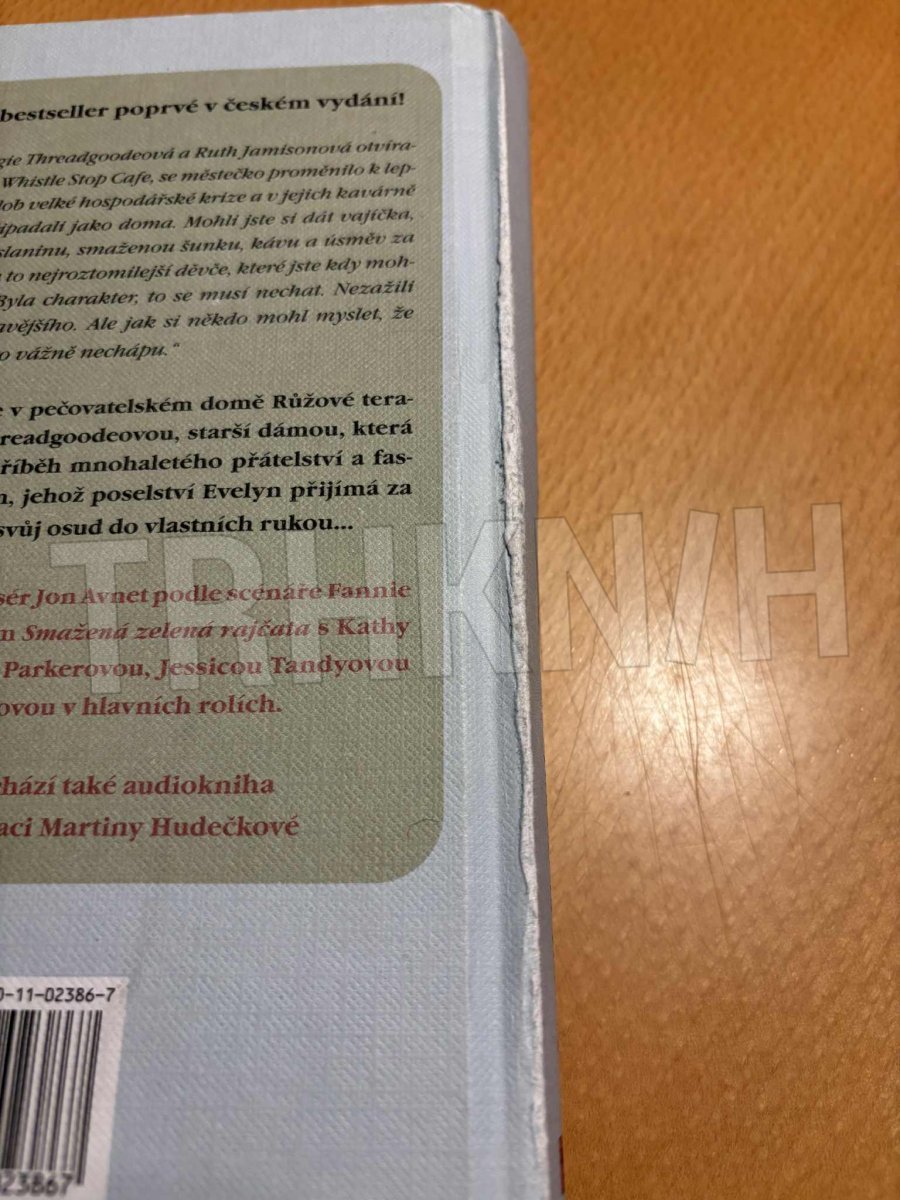 bestseller poprvé v českém vydání!
gie Threadgoodeová a Ruth Jamisonová otvíra-
Whistle Stop Cafe, se městečko proměnilo k lep-
dob velké hospodářské krize a v jejich kavárně
ipadali jako doma. Mohli jste si dát vajíčka,
slaninu, smaženou šunku, kávu a úsměv za
to nejroztomilejší děvče, které jste kdy moh-
Byla charakter, to se musí nechat. Nezažili
avějšího. Ale jak si někdo mohl myslet, že
o vážně nechápu.“
e v pečovatelském domě Růžové tera-
readgoodeovou, starší dámou, která
říběh mnohaletého přátelství a fas-
m, jehož poselství Evelyn přijímá za
svůj osud do vlastních rukou...
TRHKNIH
sér Jon Avnet podle scénáře Fannie
m Smažená zelená rajčata s Kathy
Parkerovou, Jessicou Tandyovou
ovou v hlavních rolích.
chází také audiokniha
aci Martiny Hudečkové
0-11-02386-7
023867